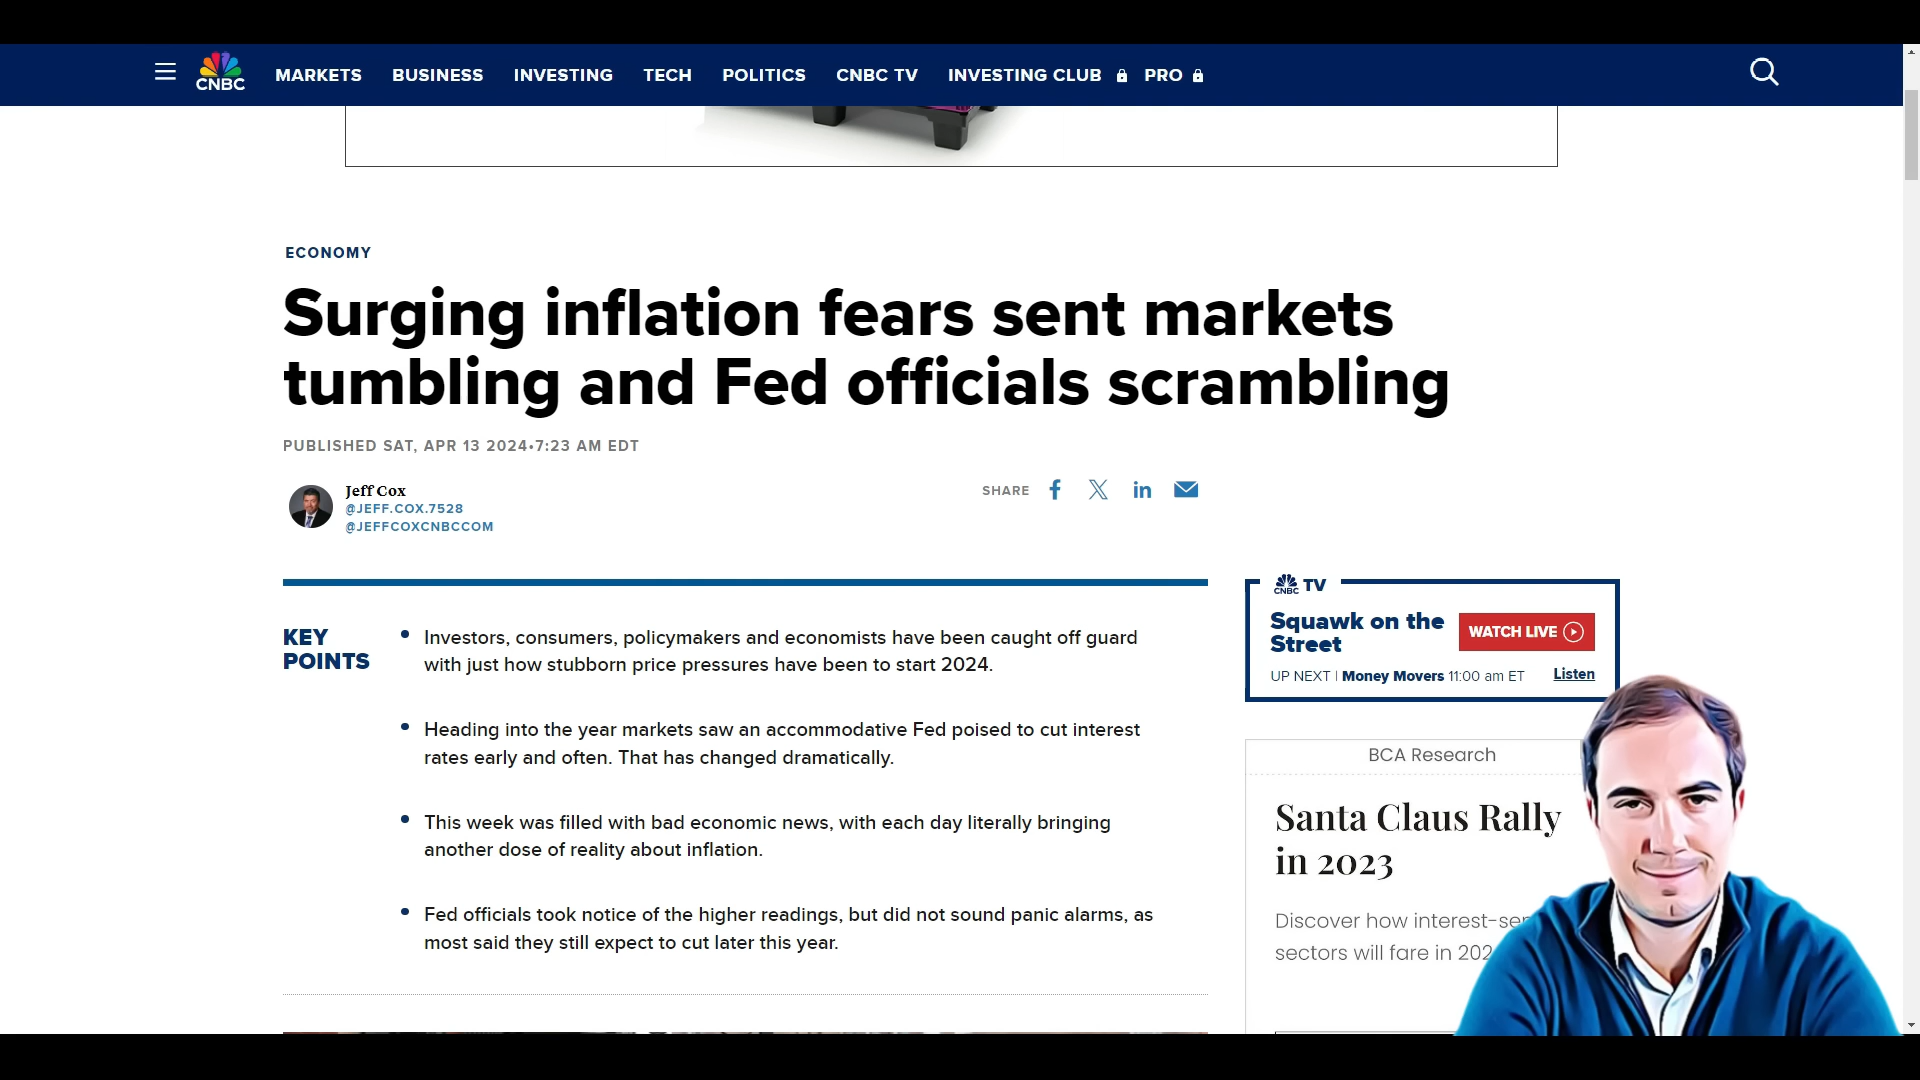 CNBC
MARKETS BUSINESS INVESTING TECH POLITICS CNBC TV INVESTING CLUB PRO
ECONOMY
Surging inflation fears sent markets
tumbling and Fed officials scrambling
PUBLISHED SAT, APR 13 2024•7:23 AM EDT
Jeff Cox
@JEFF.COX.7528
@JEFFCOXCNBCCOM
SHARE
KEY
POINTS
• Investors, consumers, policymakers and economists have been caught off guard
with just how stubborn price pressures have been to start 2024.
• Heading into the year markets saw an accommodative Fed poised to cut interest
rates early and often. That has changed dramatically.
• This week was filled with bad economic news, with each day literally bringing
another dose of reality about inflation.
• Fed officials took notice of the higher readings, but did not sound panic alarms, as
most said they still expect to cut later this year.
CNBC TV
Squawk on the
Street
WATCH LIVE
UP NEXT | Money Movers 11:00 am ET
Listen
BCA Research
Santa Claus Rally
in 2023
Discover how
sectors will fare in